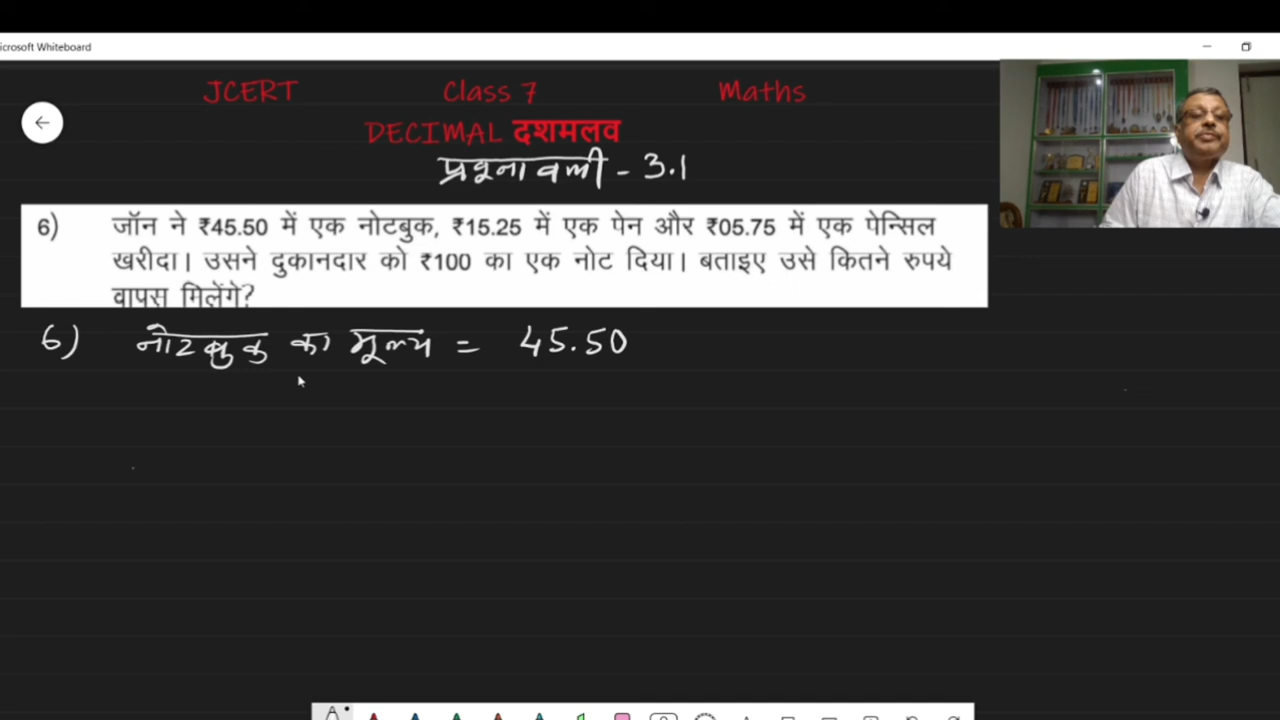 icrosoft Whiteboard
JCERT Class 7 Maths
DECIMAL दशमलव
प्रश्नावली - 3.1
6) जॉन ने ₹45.50 में एक नोटबुक, ₹15.25 में एक पेन और ₹05.75 में एक पेन्सिल
खरीदा। उसने दुकानदार को ₹100 का एक नोट दिया। बताइए उसे कितने रुपये
वापस मिलेंगे?
6) नोटबुक का मूल्य = 45.50